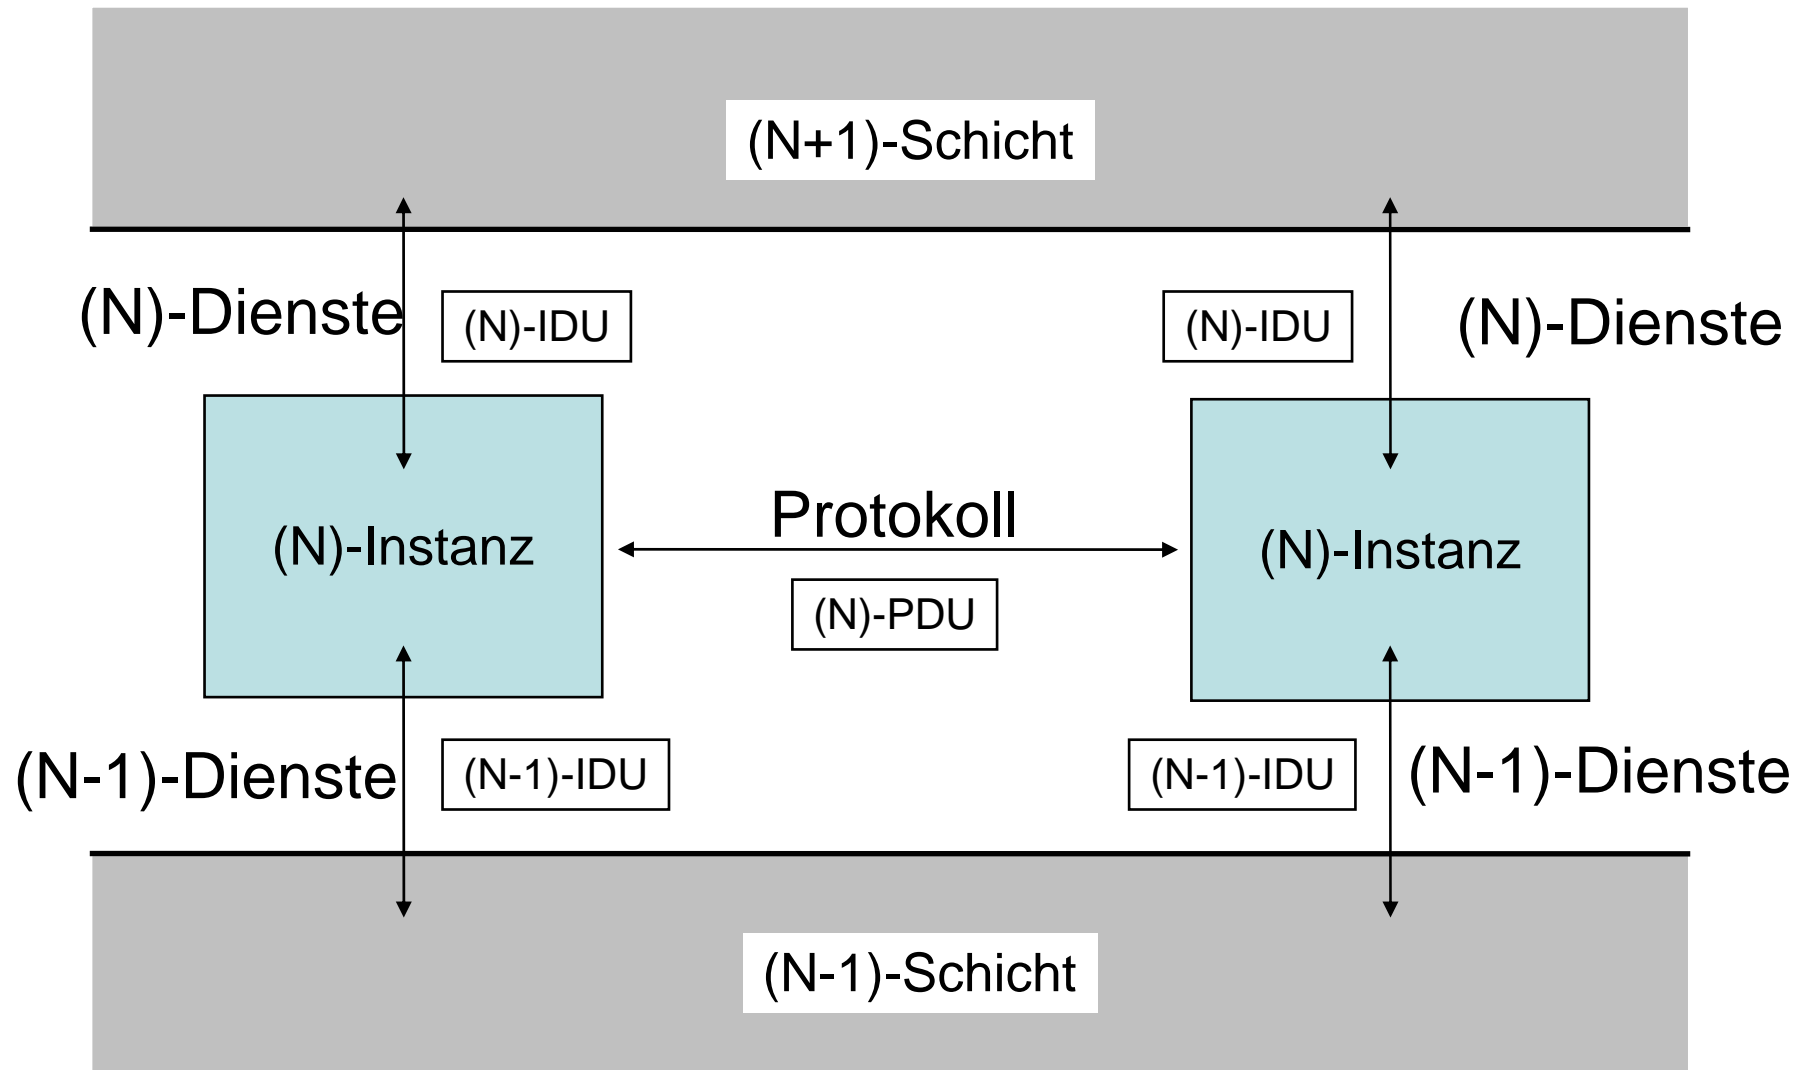 (N+1)-Schicht
(N)-Dienste
(N)-IDU
(N)-IDU
(N)-Dienste
(N)-Instanz
Protokoll
(N)-PDU
(N)-Instanz
(N-1)-Dienste
(N-1)-IDU
(N-1)-IDU
(N-1)-Dienste
(N-1)-Schicht